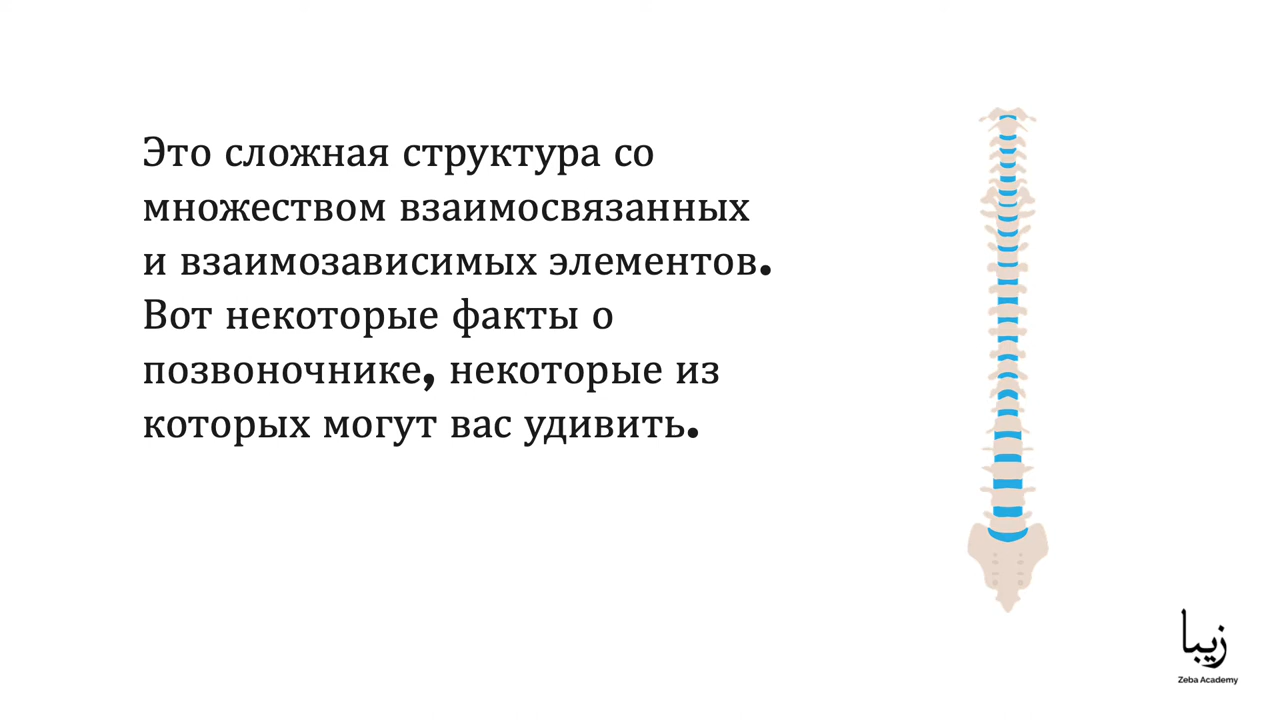 Это сложная структура со
множеством взаимосвязанных
и взаимозависимых элементов.
Вот некоторые факты о
позвоночнике, некоторые из
которых могут вас удивить.
زیبا
Zeba Academy